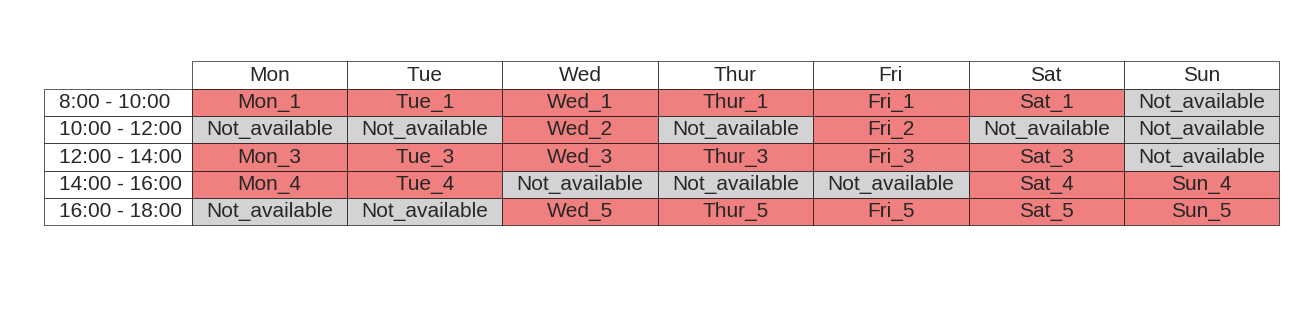 Mon Tue Wed Thur Fri Sat Sun
8:00 - 10:00 Mon_1 Tue_1 Wed_1 Thur_1 Fri_1 Sat_1 Not_available
10:00 - 12:00 Not_available Not_available Wed_2 Not_available Fri_2 Not_available Not_available
12:00 - 14:00 Mon_3 Tue_3 Wed_3 Thur_3 Fri_3 Sat_3 Not_available
14:00 - 16:00 Mon_4 Tue_4 Not_available Not_available Not_available Sat_4 Sun_4
16:00 - 18:00 Not_available Not_available Wed_5 Thur_5 Fri_5 Sat_5 Sun_5